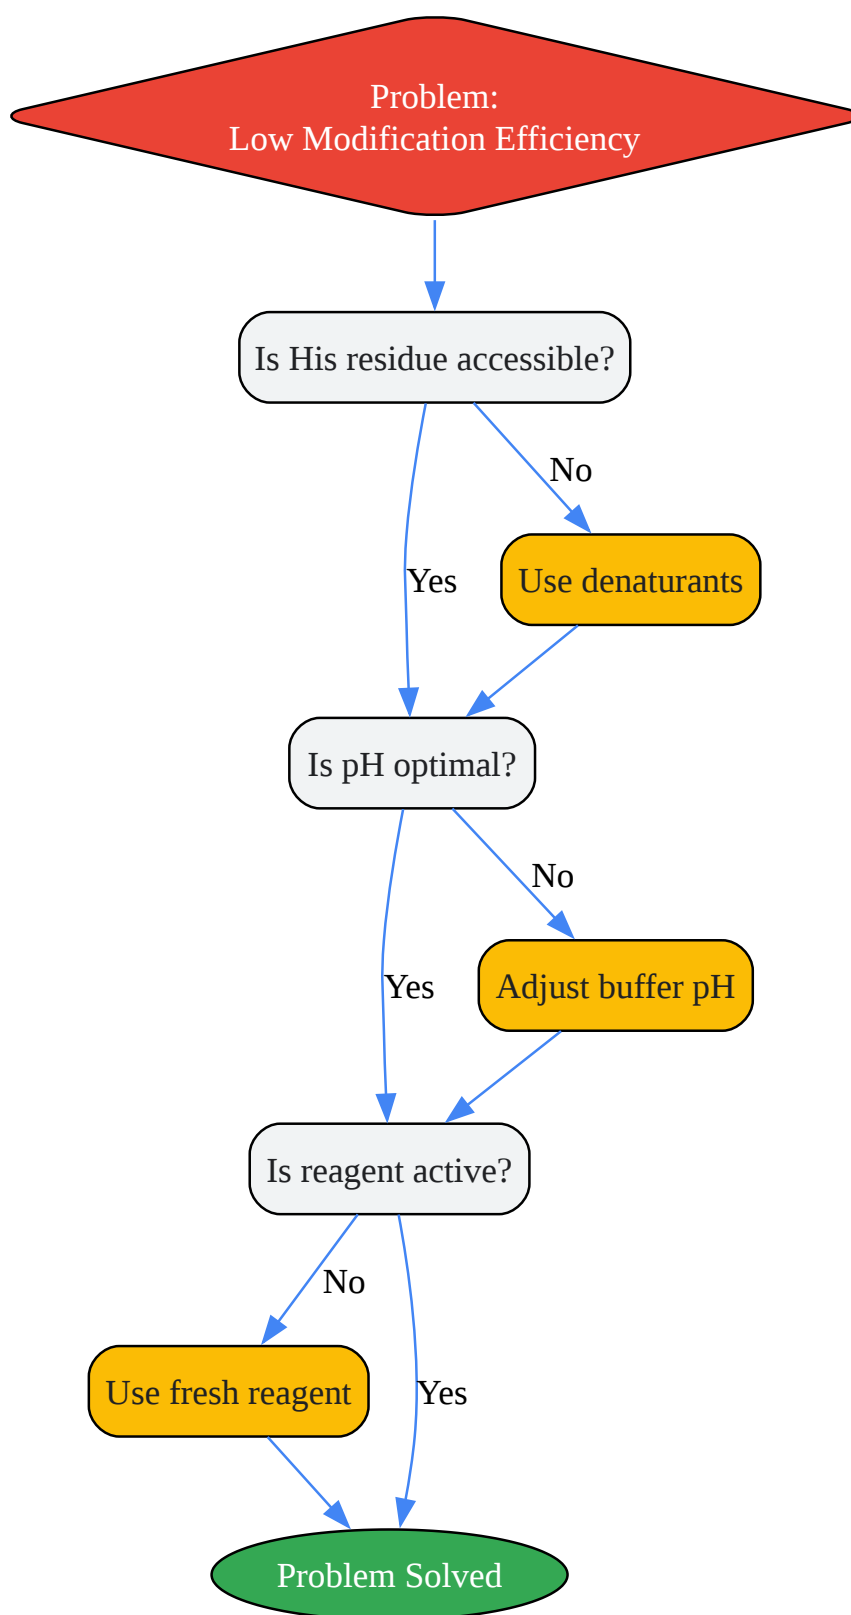 Problem:
Low Modification Efficiency
Is His residue accessible?
No
Use denaturants
Yes
Is pH optimal?
No
Adjust buffer pH
Yes
Is reagent active?
No
Use fresh reagent
Yes
Problem Solved